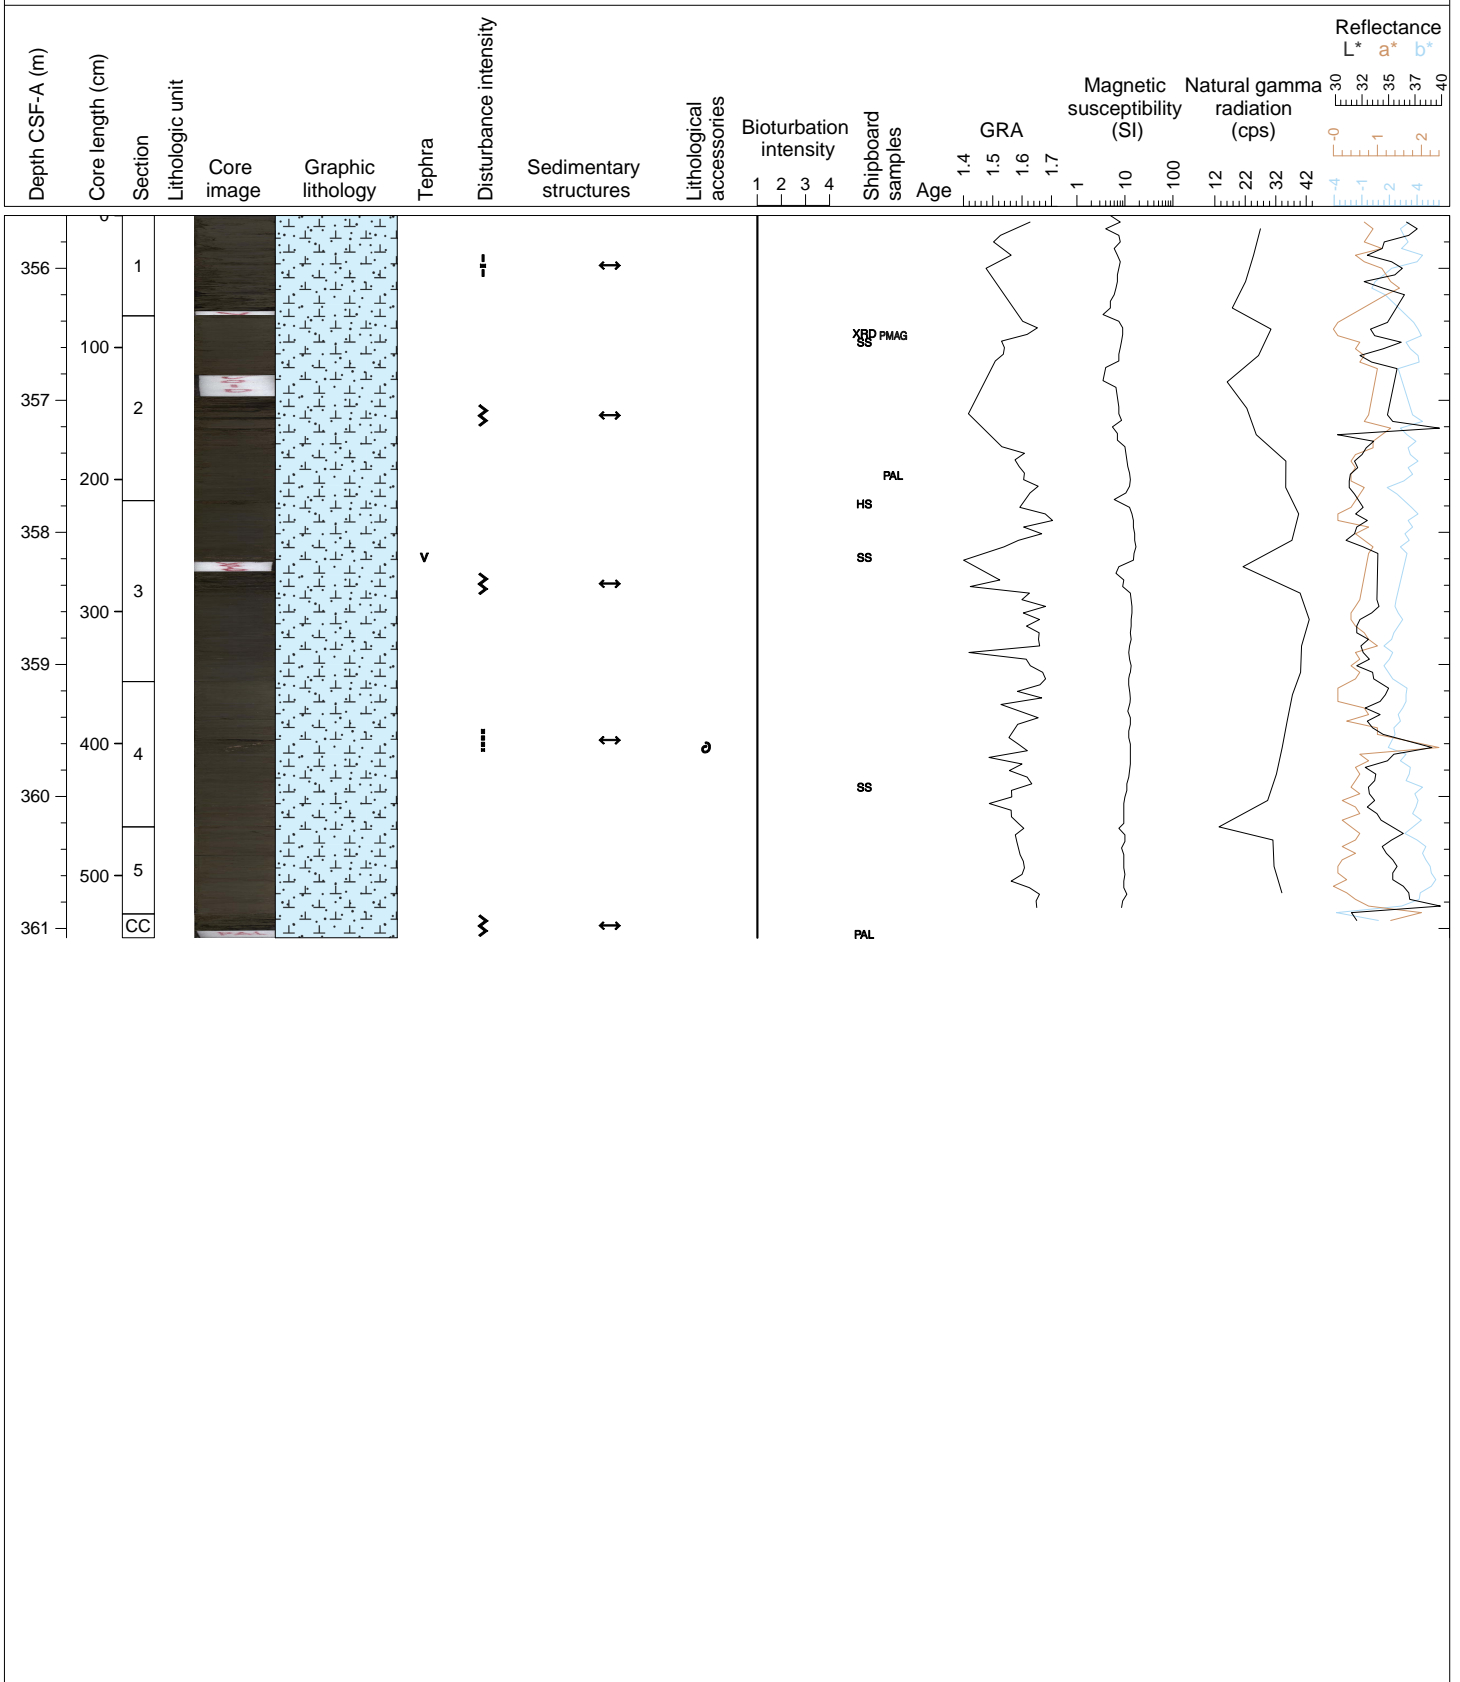 Depth CSF-A (m)
Core length (cm)
Section
Lithologic unit
Core
image
Graphic
lithology
Tephra
Disturbance intensity
Sedimentary
structures
Lithological
accessories
Bioturbation
intensity
1 2 3 4
Shipboard
samples
Age
GRA
1.4 1.5 1.6 1.7
Magnetic
susceptibility
(SI)
1 10 100
Natural gamma
radiation
(cps)
12 22 32 42
Reflectance
L* a* b*
30 32 35 37 40
-0 1 2
-4 -1 2 4
0
356
1
100
XRD PMAG
SS
357
2
200
PAL
HS
358
V
SS
3
300
359
400
4
SS
360
5
500
361
CC
PAL
PAL